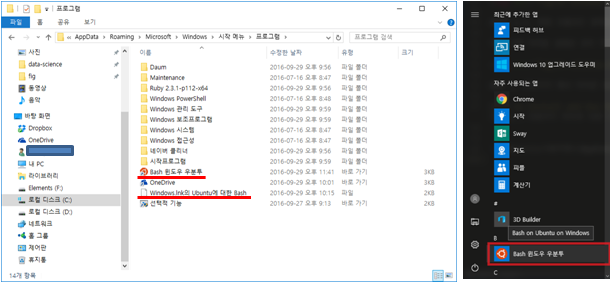 프로그램
파일
홈
공유
보기
« AppData > Roaming > Microsoft > Windows > 시작 메뉴 > 프로그램 >
프로그램 검색
사진
data-science
fig
동영상
음악
바탕 화면
Dropbox
OneDrive
내 PC
라이브러리
Elements (F:)
로컬 디스크 (C:)
로컬 디스크 (D:)
네트워크
홈 그룹
제어판
휴지통
이름 수정한 날짜 유형 크기
Daum 2016-09-29 오후 9:56 파일 폴더
Maintenance 2016-07-16 오후 8:47 파일 폴더
Ruby 2.3.1-p112-x64 2016-09-29 오후 9:56 파일 폴더
Windows PowerShell 2016-09-29 오후 9:56 파일 폴더
Windows 관리 도구 2016-09-29 오후 9:56 파일 폴더
Windows 보조프로그램 2016-09-29 오후 9:56 파일 폴더
Windows 시스템 2016-07-16 오후 8:47 파일 폴더
Windows 접근성 2016-07-16 오후 8:47 파일 폴더
네이버 클리너 2016-09-29 오후 9:56 파일 폴더
시작프로그램 2016-09-29 오후 9:56 파일 폴더
Bash 윈도우 우분투 2016-09-29 오후 11:41 바로 가기 3KB
OneDrive 2016-09-29 오후 10:01 바로 가기 3KB
Windows.lnk의 Ubuntu에 대한 Bash 2016-09-29 오후 10:15 파일 2KB
선택적 기능 2016-09-27 오후 9:13 바로 가기 2KB
14개 항목
최근에 추가한 앱
피드백 허브
연결
Windows 10 업그레이드 도우미
자주 사용되는 앱
Chrome
시작
Sway
지도
피플
계산기
#
3D Builder
B
Bash on Ubuntu on Windows
Bash 윈도우 우분투
C